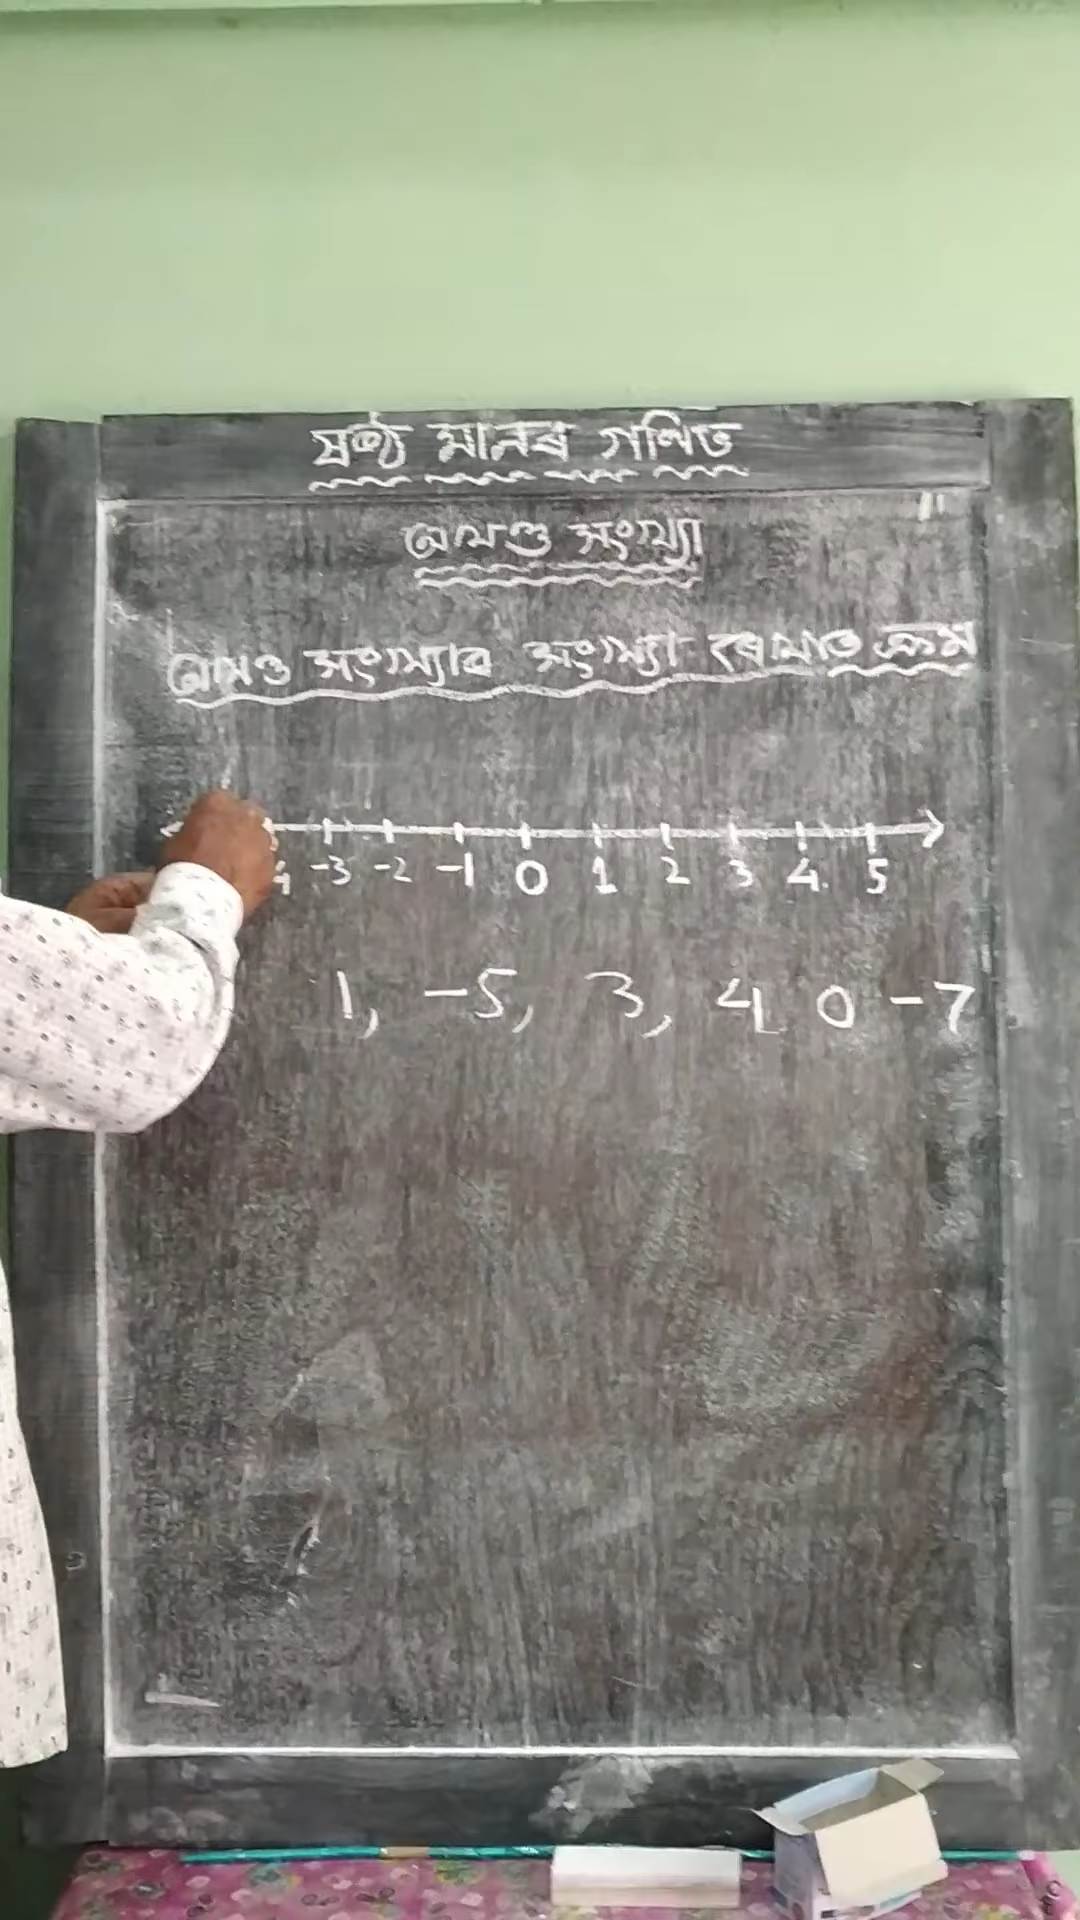 ষষ্ঠ মানৰ গণিত
অখণ্ড সংখ্যা
অখণ্ড সংখ্যাৰ সংখ্যা ৰেখাত ক্ৰম
4 -3 -2 -1 0 1 2 3 4 5
1, -5, 3, 4 0 -7